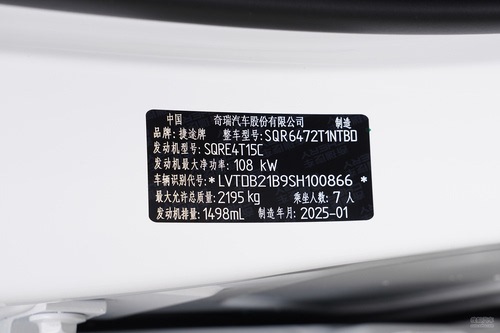 中国 奇瑞汽车股份有限公司 制造
品牌:捷途牌 整车型号:SQR6472T1NTBD
发动机型号:SQRE4T15C
发动机最大净功率:108 kW
车辆识别代号:*LVTDB21B9SH100866*
最大允许总质量:2195 kg 乘坐人数:7 人
发动机排量:1498mL 制造年月:2025-01